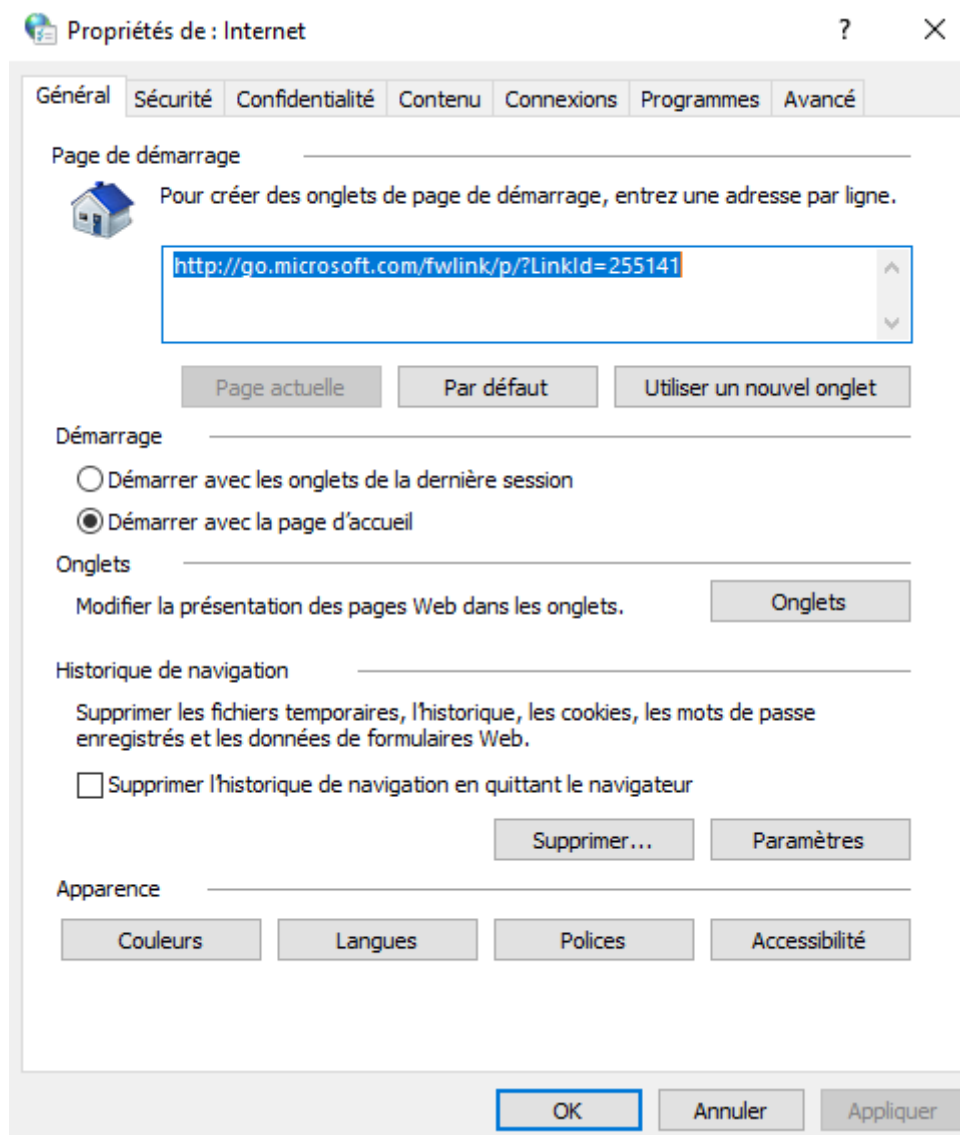 Propriétés de : Internet
?
Général Sécurité Confidentialité Contenu Connexions Programmes Avancé
Page de démarrage
Pour créer des onglets de page de démarrage, entrez une adresse par ligne.
http://go.microsoft.com/fwlink/p/?LinkId=255141
Page actuelle Par défaut Utiliser un nouvel onglet
Démarrage
Démarrer avec les onglets de la dernière session
Démarrer avec la page d’accueil
Onglets
Modifier la présentation des pages Web dans les onglets. Onglets
Historique de navigation
Supprimer les fichiers temporaires, l’historique, les cookies, les mots de passe
enregistrés et les données de formulaires Web.
Supprimer l’historique de navigation en quittant le navigateur
Supprimer... Paramètres
Apparence
Couleurs Langues Polices Accessibilité
OK Annuler Appliquer